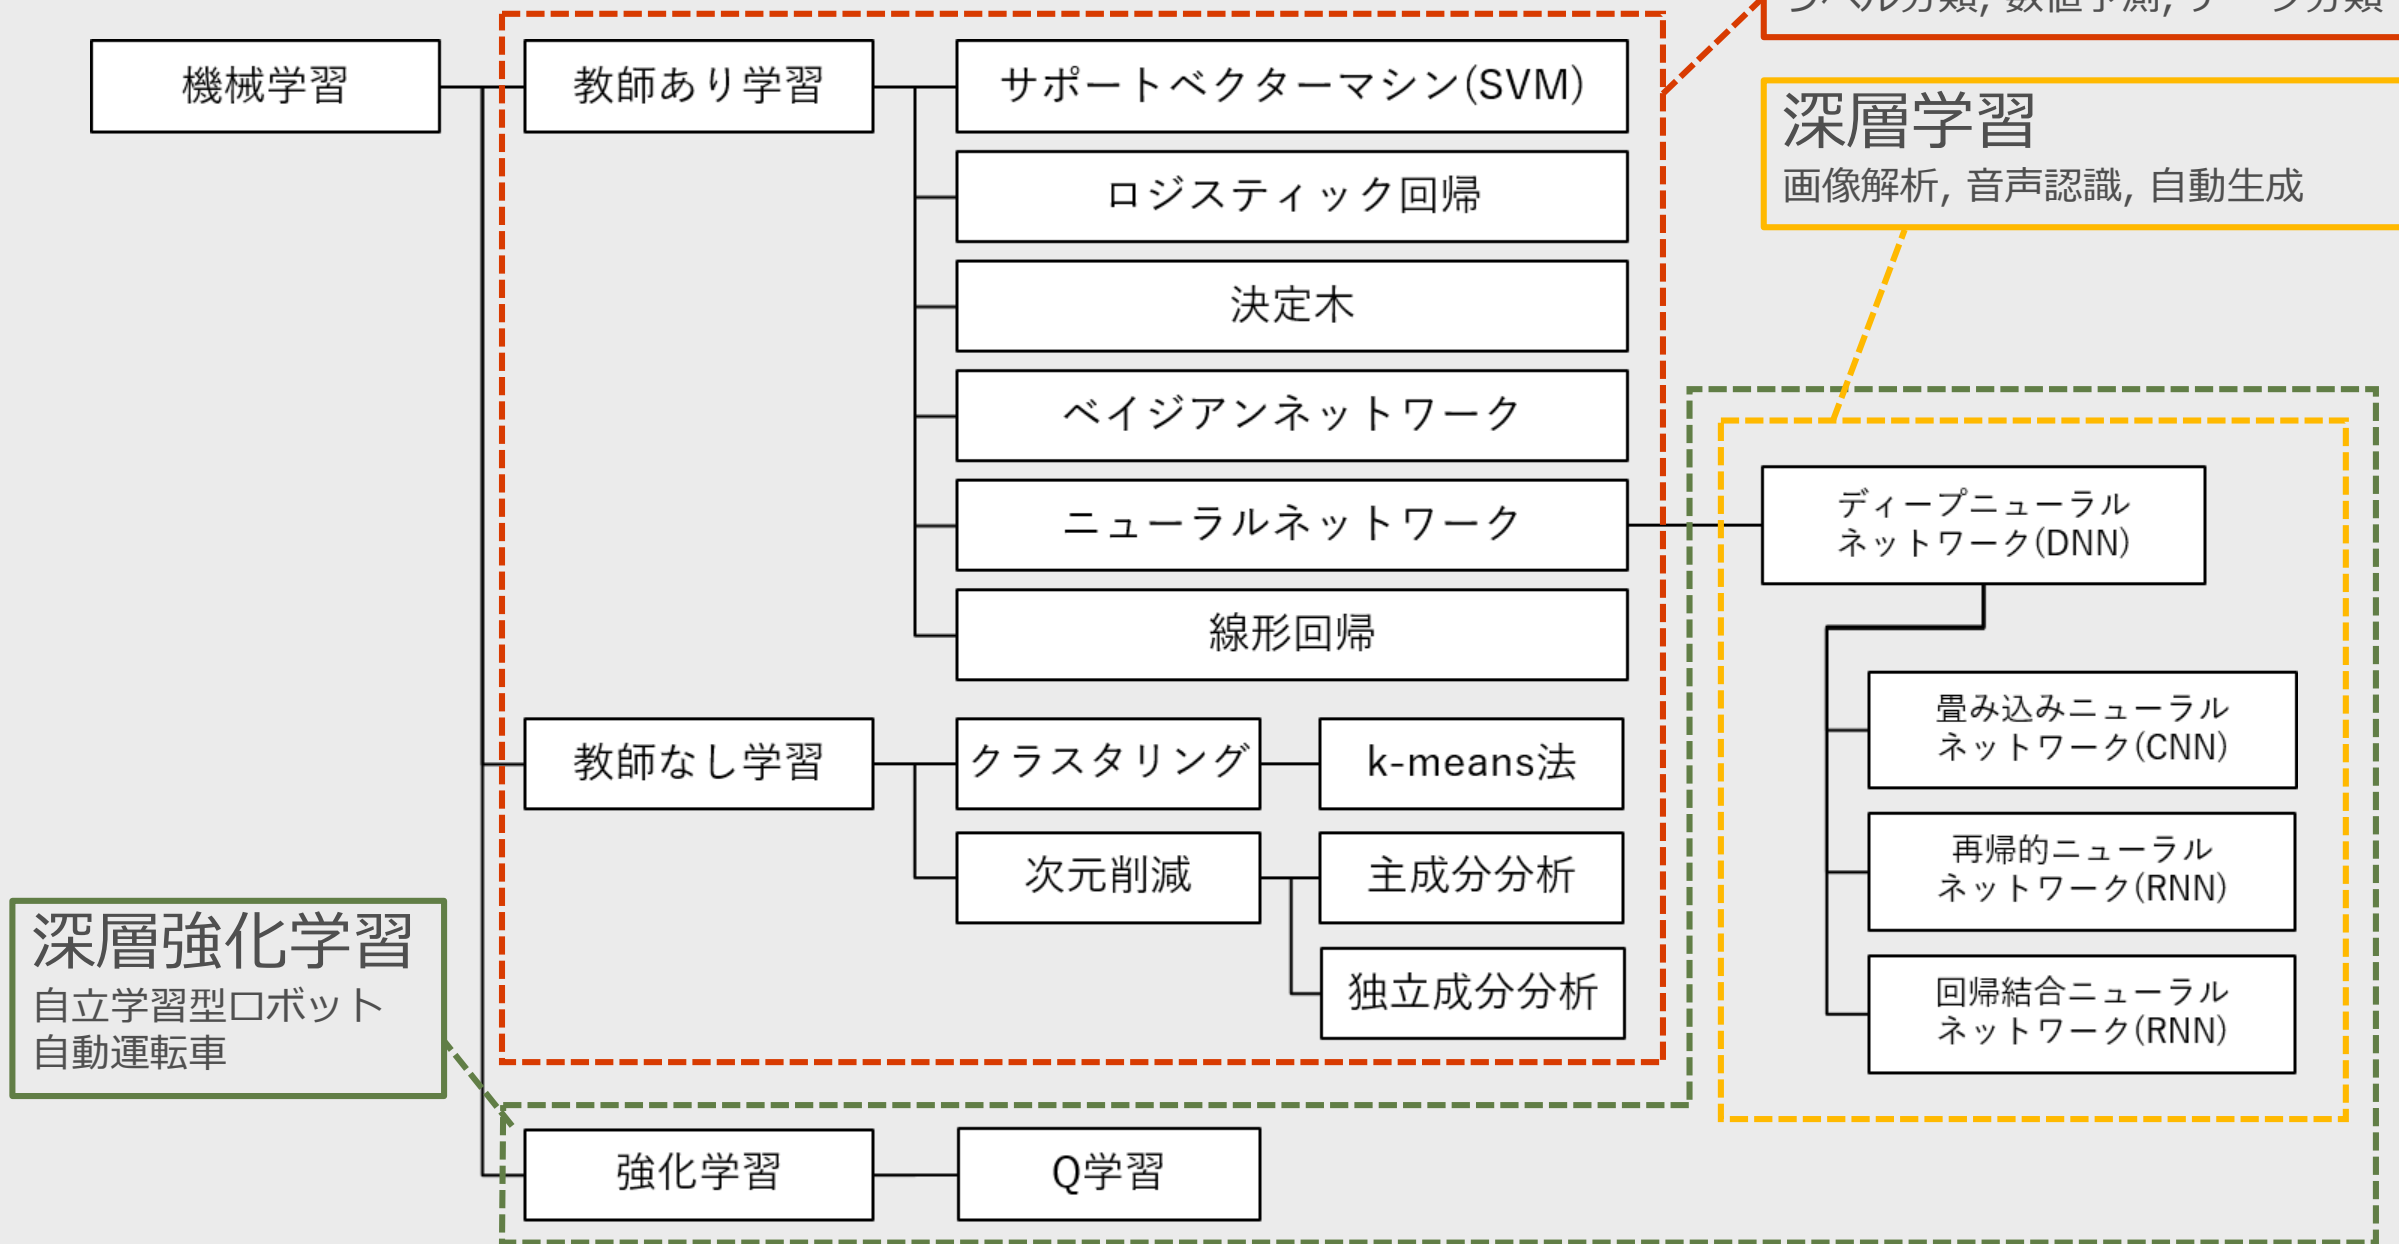 機械学習
教師あり学習
サポートベクターマシン(SVM)
ロジスティック回帰
決定木
ベイジアンネットワーク
ニューラルネットワーク
線形回帰
教師なし学習
クラスタリング
k-means法
次元削減
主成分分析
独立成分分析
強化学習
Q学習
深層学習
画像解析, 音声認識, 自動生成
ディープニューラル
ネットワーク(DNN)
畳み込みニューラル
ネットワーク(CNN)
再帰的ニューラル
ネットワーク(RNN)
回帰結合ニューラル
ネットワーク(RNN)
深層強化学習
自立学習型ロボット
自動運転車